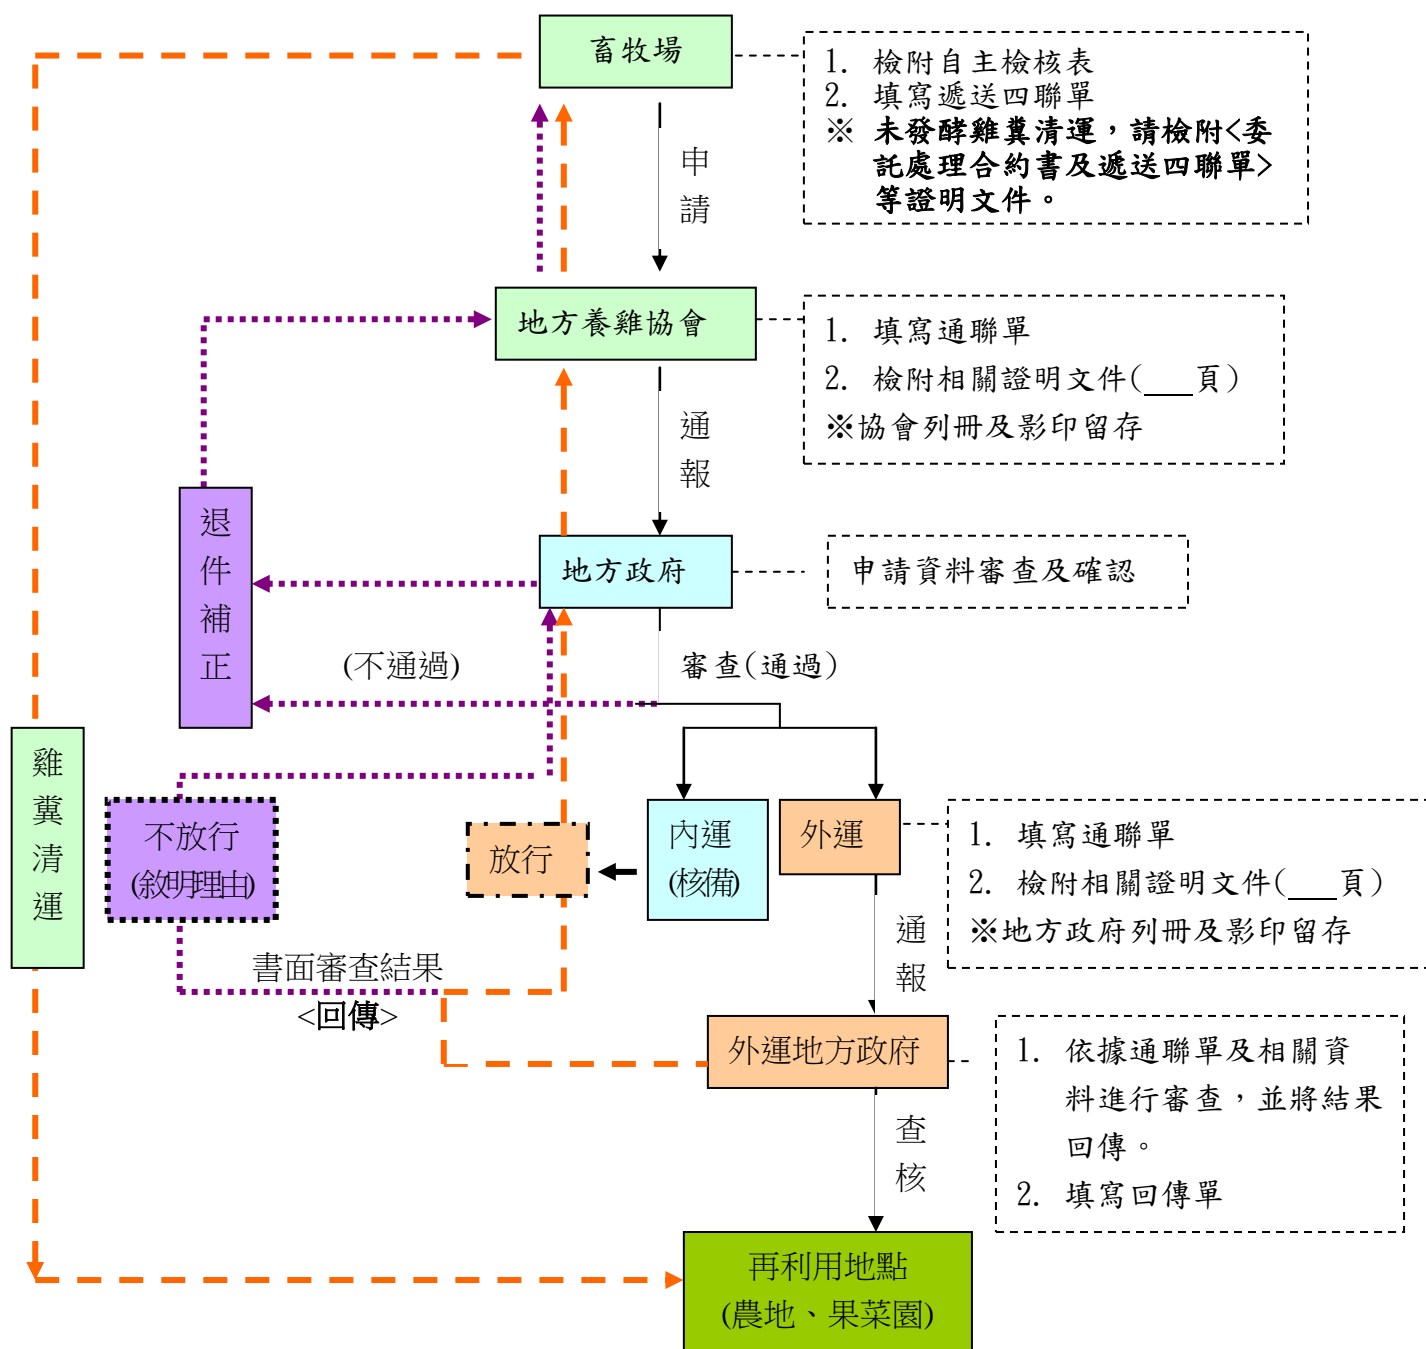 畜牧場
1. 檢附自主檢核表
2. 填寫遞送四聯單
※ 未發酵雞糞清運，請檢附<委
託處理合約書及遞送四聯單>
等證明文件。
申
請
地方養雞協會
1. 填寫通聯單
2. 檢附相關證明文件(___頁)
※協會列冊及影印留存
通
報
退
件
補
正
地方政府
申請資料審查及確認
(不通過)
審查(通過)
雞
糞
清
運
不放行
(敘明理由)
放行
內運
(核備)
外運
1. 填寫通聯單
2. 檢附相關證明文件(___頁)
※地方政府列冊及影印留存
通
報
書面審查結果
<回傳>
外運地方政府
1. 依據通聯單及相關資
料進行審查，並將結果
回傳。
2. 填寫回傳單
查
核
再利用地點
(農地、果菜園)